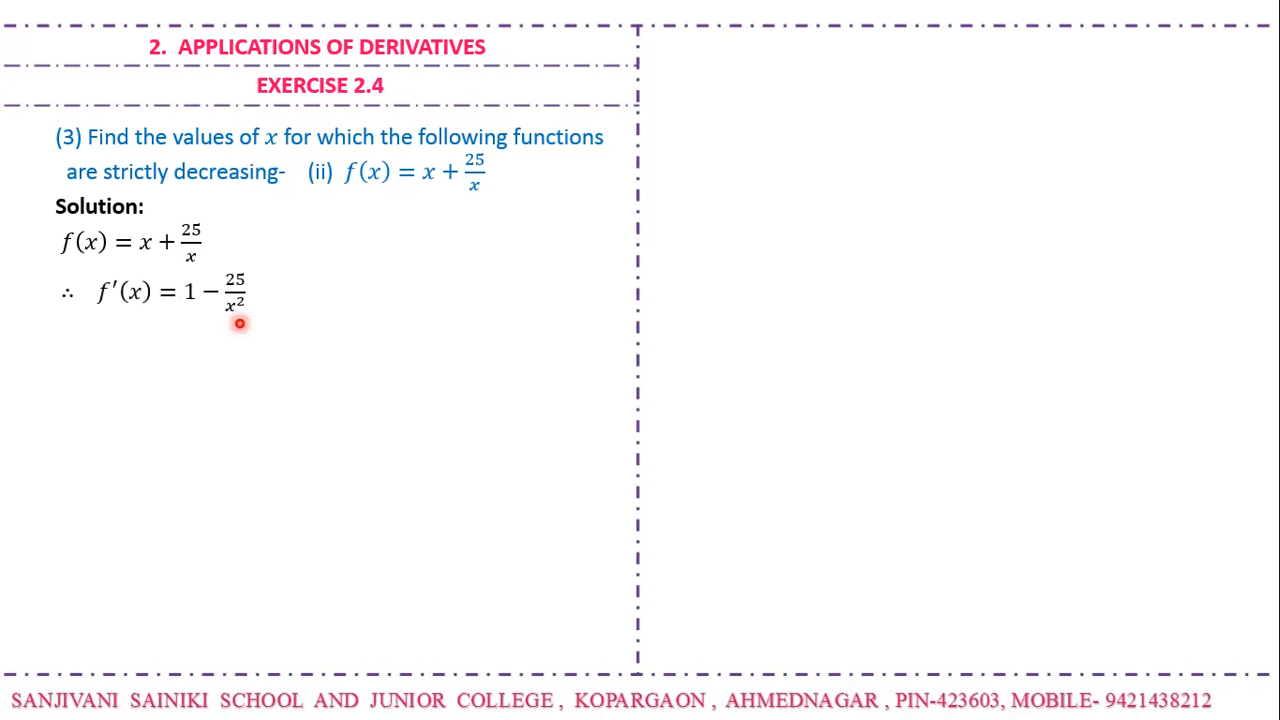 2. APPLICATIONS OF DERIVATIVES
EXERCISE 2.4
(3) Find the values of x for which the following functions
are strictly decreasing- (ii) f(x) = x + 25/x
Solution:
f(x) = x + 25/x
∴ f′(x) = 1 − 25/x²
SANJIVANI SAINIKI SCHOOL AND JUNIOR COLLEGE , KOPARGAON , AHMEDNAGAR , PIN-423603, MOBILE- 9421438212